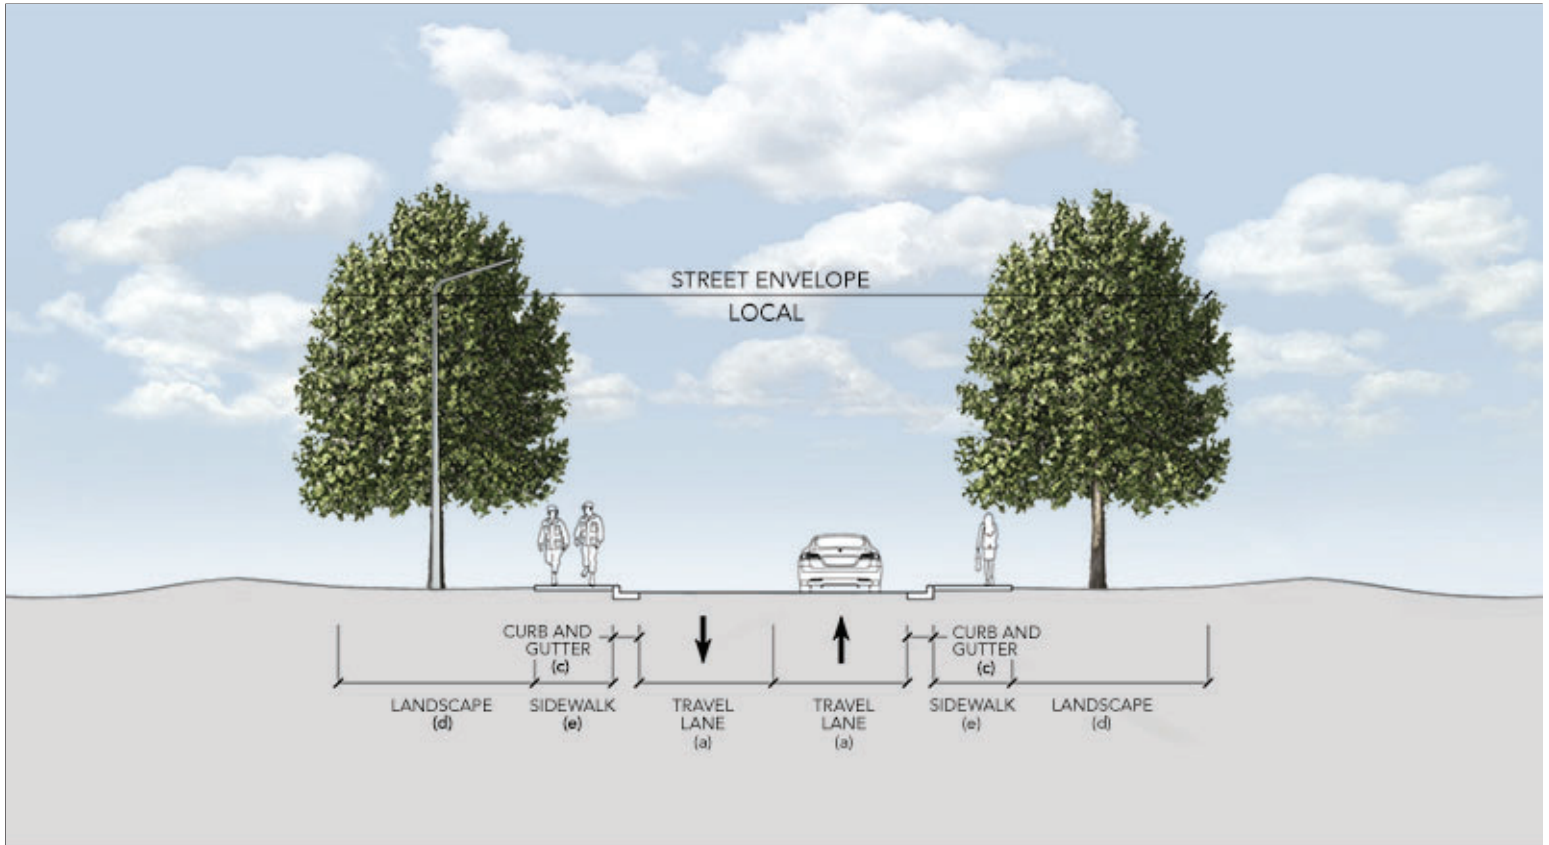 STREET ENVELOPE
LOCAL
CURB AND
GUTTER
(c)
CURB AND
GUTTER
(c)
LANDSCAPE
(d)
SIDEWALK
(e)
TRAVEL
LANE
(a)
TRAVEL
LANE
(a)
SIDEWALK
(e)
LANDSCAPE
(d)